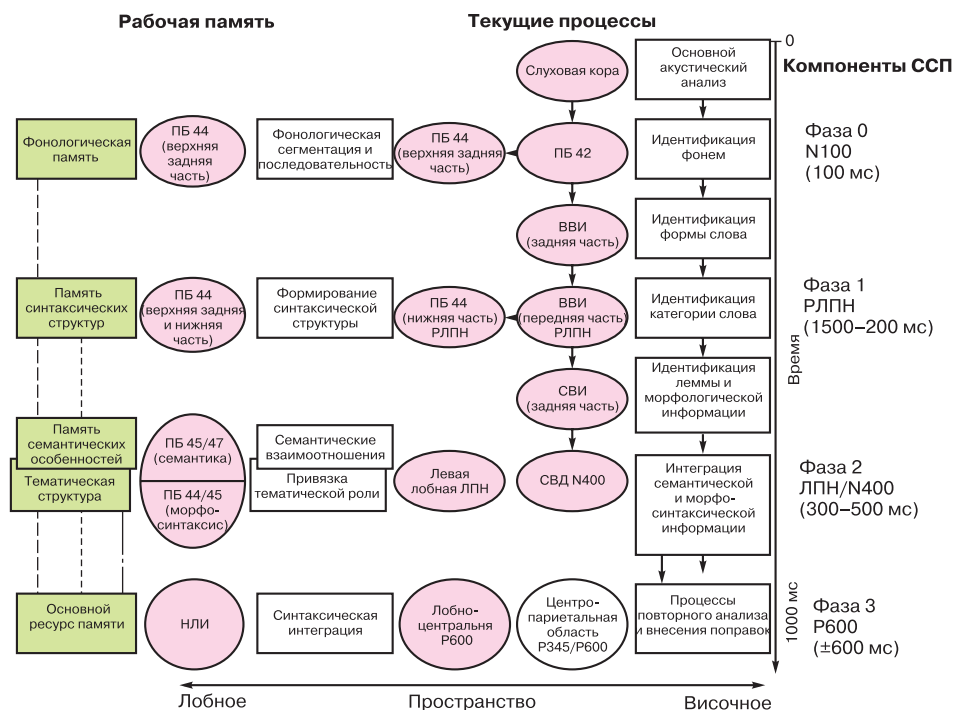 Рабочая память
Текущие процессы
0
Компоненты ССП
Слуховая кора
Основной
акустический
анализ
Фонологическая
память
ПБ 44
(верхняя
задняя
часть)
Фонологическая
сегментация и
последовательность
ПБ 44
(верхняя
задняя часть)
ПБ 42
Идентификация
фонем
Фаза 0
N100
(100 мс)
ВВИ
(задняя часть)
Идентификация
формы слова
Память
синтаксических
структур
ПБ 44
(верхняя задняя
и нижняя
часть)
Формирование
синтаксической
структуры
ПБ 44
(нижняя часть)
РЛПН
ВВИ
(передняя часть)
РЛПН
Идентификация
категории слова
Фаза 1
РЛПН
(1500–200 мс)
Время
СВИ
(задняя часть)
Идентификация
леммы и
морфологической
информации
Память
семантических
особенностей
Тематическая
структура
ПБ 45/47
(семантика)
ПБ 44/45
(морфо-
синтаксис)
Семантические
взаимоотношения
Привязка
тематической роли
Левая
лобная ЛПН
СВД N400
Интеграция
семантической
и морфо-
синтаксической
информации
Фаза 2
ЛПН/N400
(300–500 мс)
Основной
ресурс памяти
НЛИ
Синтаксическая
интеграция
Лобно-
центральня
P600
Центро-
париетальная
область
P345/P600
Процессы
повторного анализа
и внесения поправок
1000 мс
Фаза 3
P600
(±600 мс)
Лобное
Пространство
Височное